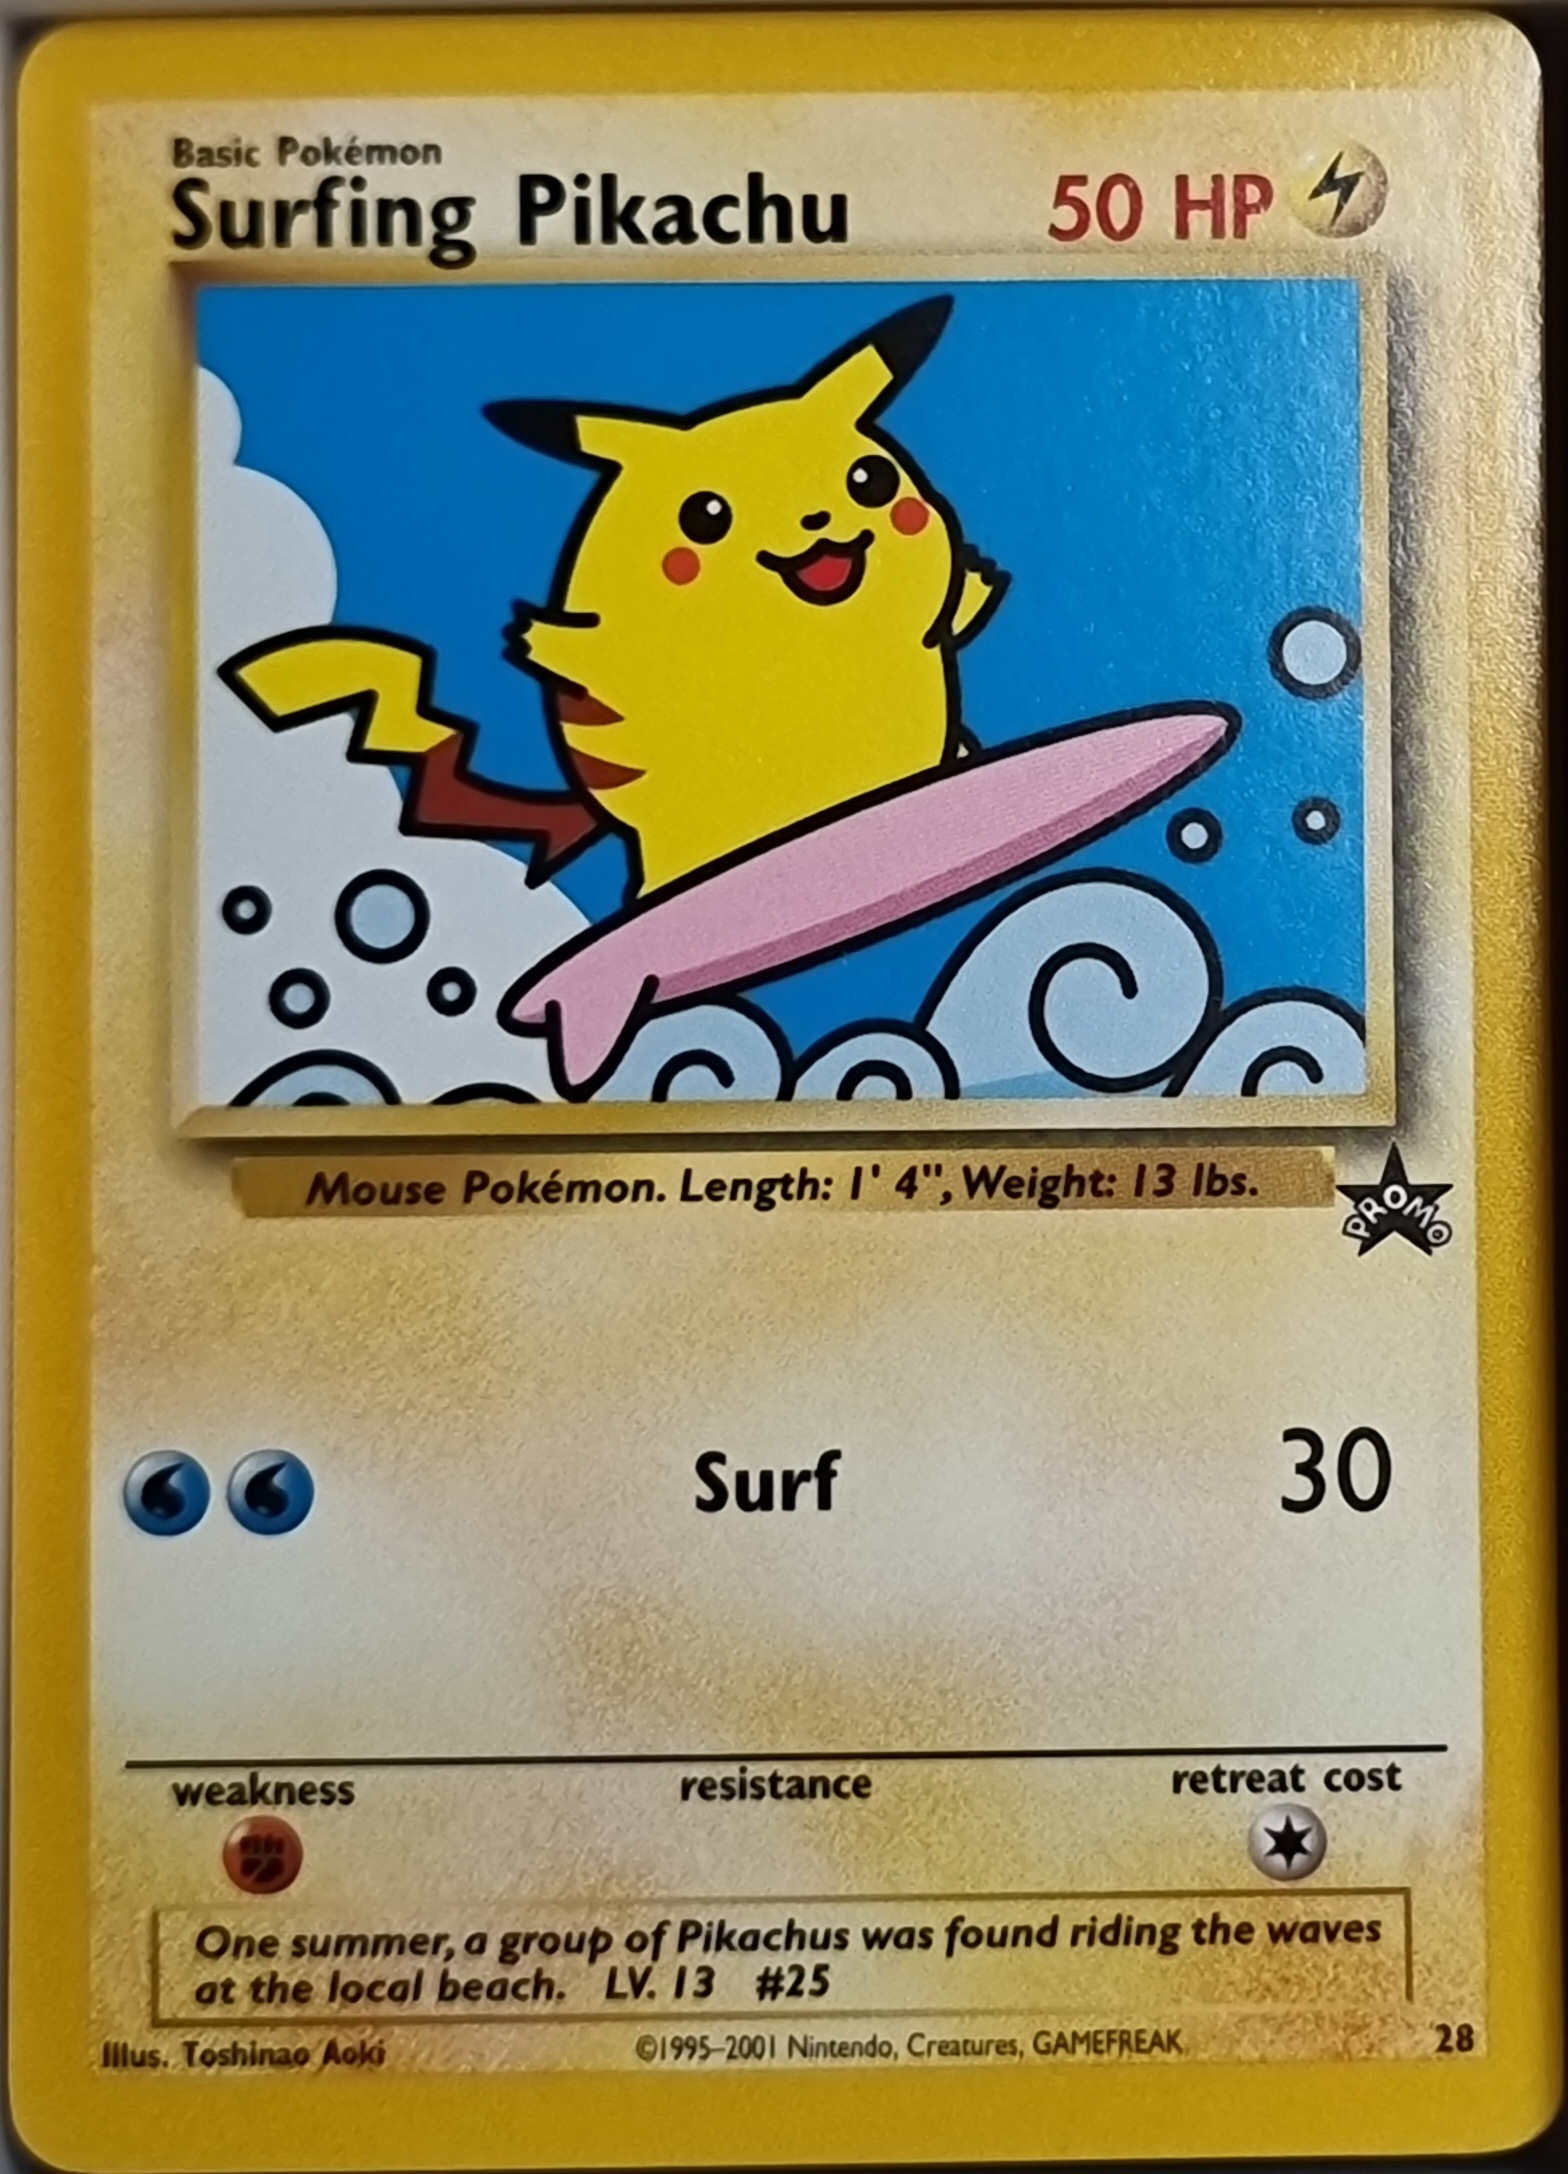 Basic Pokémon
Surfing Pikachu 50 HP
Mouse Pokémon. Length: 1' 4", Weight: 13 lbs.
PROMO
Surf 30
weakness resistance retreat cost
One summer, a group of Pikachus was found riding the waves
at the local beach. LV. 13 #25
Illus. Toshinao Aoki ©1995–2001 Nintendo, Creatures, GAMEFREAK. 28